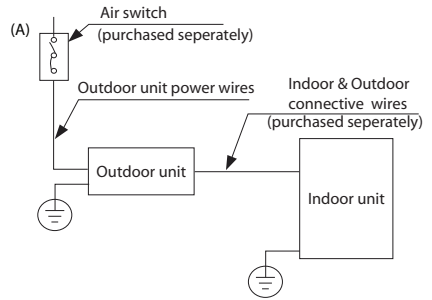 (A)
Air switch
(purchased seperately)
Outdoor unit power wires
Indoor & Outdoor
connective wires
(purchased seperately)
Outdoor unit
Indoor unit